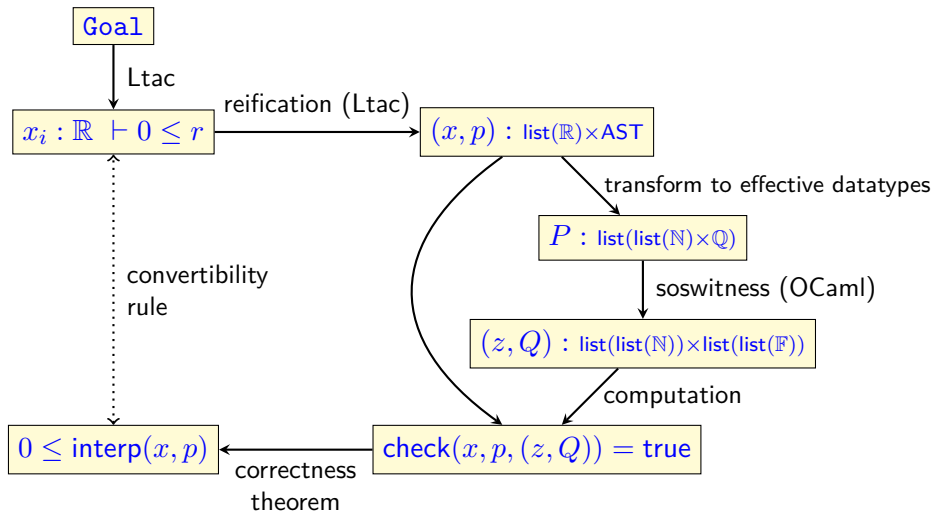 Goal
Ltac
reification (Ltac)
xᵢ : ℝ ⊢ 0 ≤ r
(x, p) : list(ℝ)×AST
transform to effective datatypes
P : list(list(ℕ)×ℚ)
convertibility
rule
soswitness (OCaml)
(z, Q) : list(list(ℕ))×list(list(𝔽))
computation
0 ≤ interp(x, p)
check(x, p, (z, Q)) = true
correctness
theorem